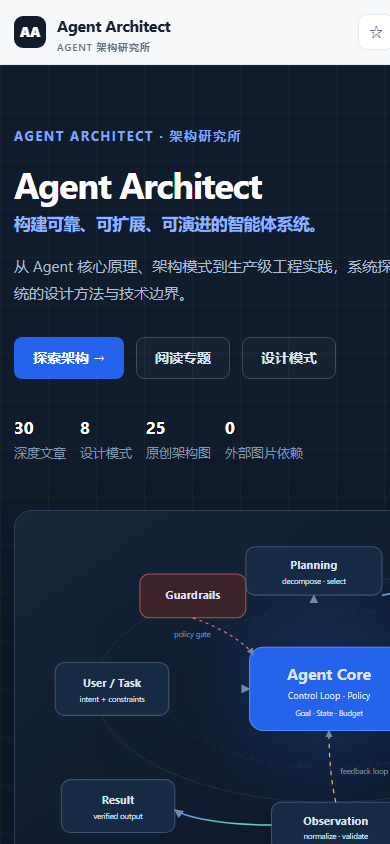 AA
Agent Architect
AGENT 架构研究所
☆
AGENT ARCHITECT · 架构研究所
Agent Architect
构建可靠、可扩展、可演进的智能体系统。
从 Agent 核心原理、架构模式到生产级工程实践，系统探
统的设计方法与技术边界。
探索架构 →
阅读专题
设计模式
30
8
25
0
深度文章
设计模式
原创架构图
外部图片依赖
Planning
decompose · select
Guardrails
policy gate
User / Task
intent + constraints
Agent Core
Control Loop · Policy
Goal · State · Budget
feedback loop
Result
verified output
Observation
normalize · validate